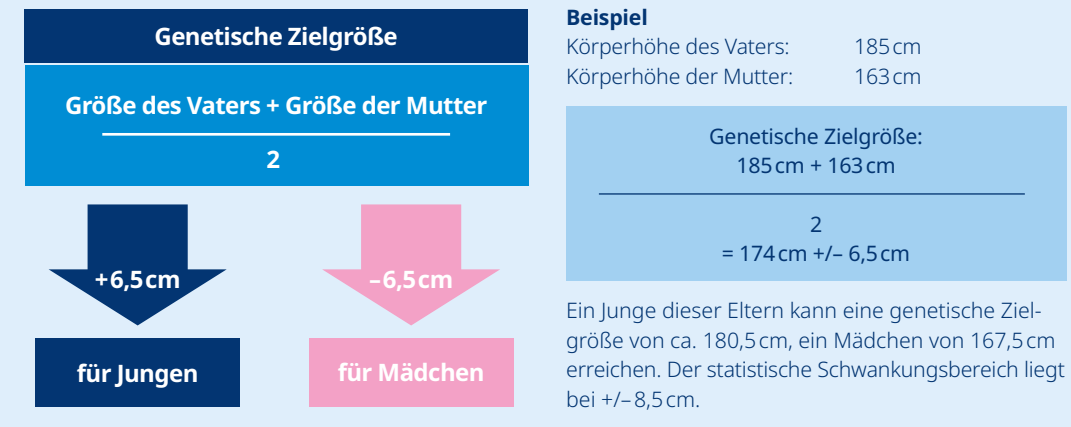 Genetische Zielgröße
Größe des Vaters + Größe der Mutter
2
+6,5 cm
–6,5 cm
für Jungen
für Mädchen
Beispiel
Körperhöhe des Vaters: 185 cm
Körperhöhe der Mutter: 163 cm
Genetische Zielgröße:
185 cm + 163 cm
2
= 174 cm +/– 6,5 cm
Ein Junge dieser Eltern kann eine genetische Ziel-
größe von ca. 180,5 cm, ein Mädchen von 167,5 cm
erreichen. Der statistische Schwankungsbereich liegt
bei +/– 8,5 cm.